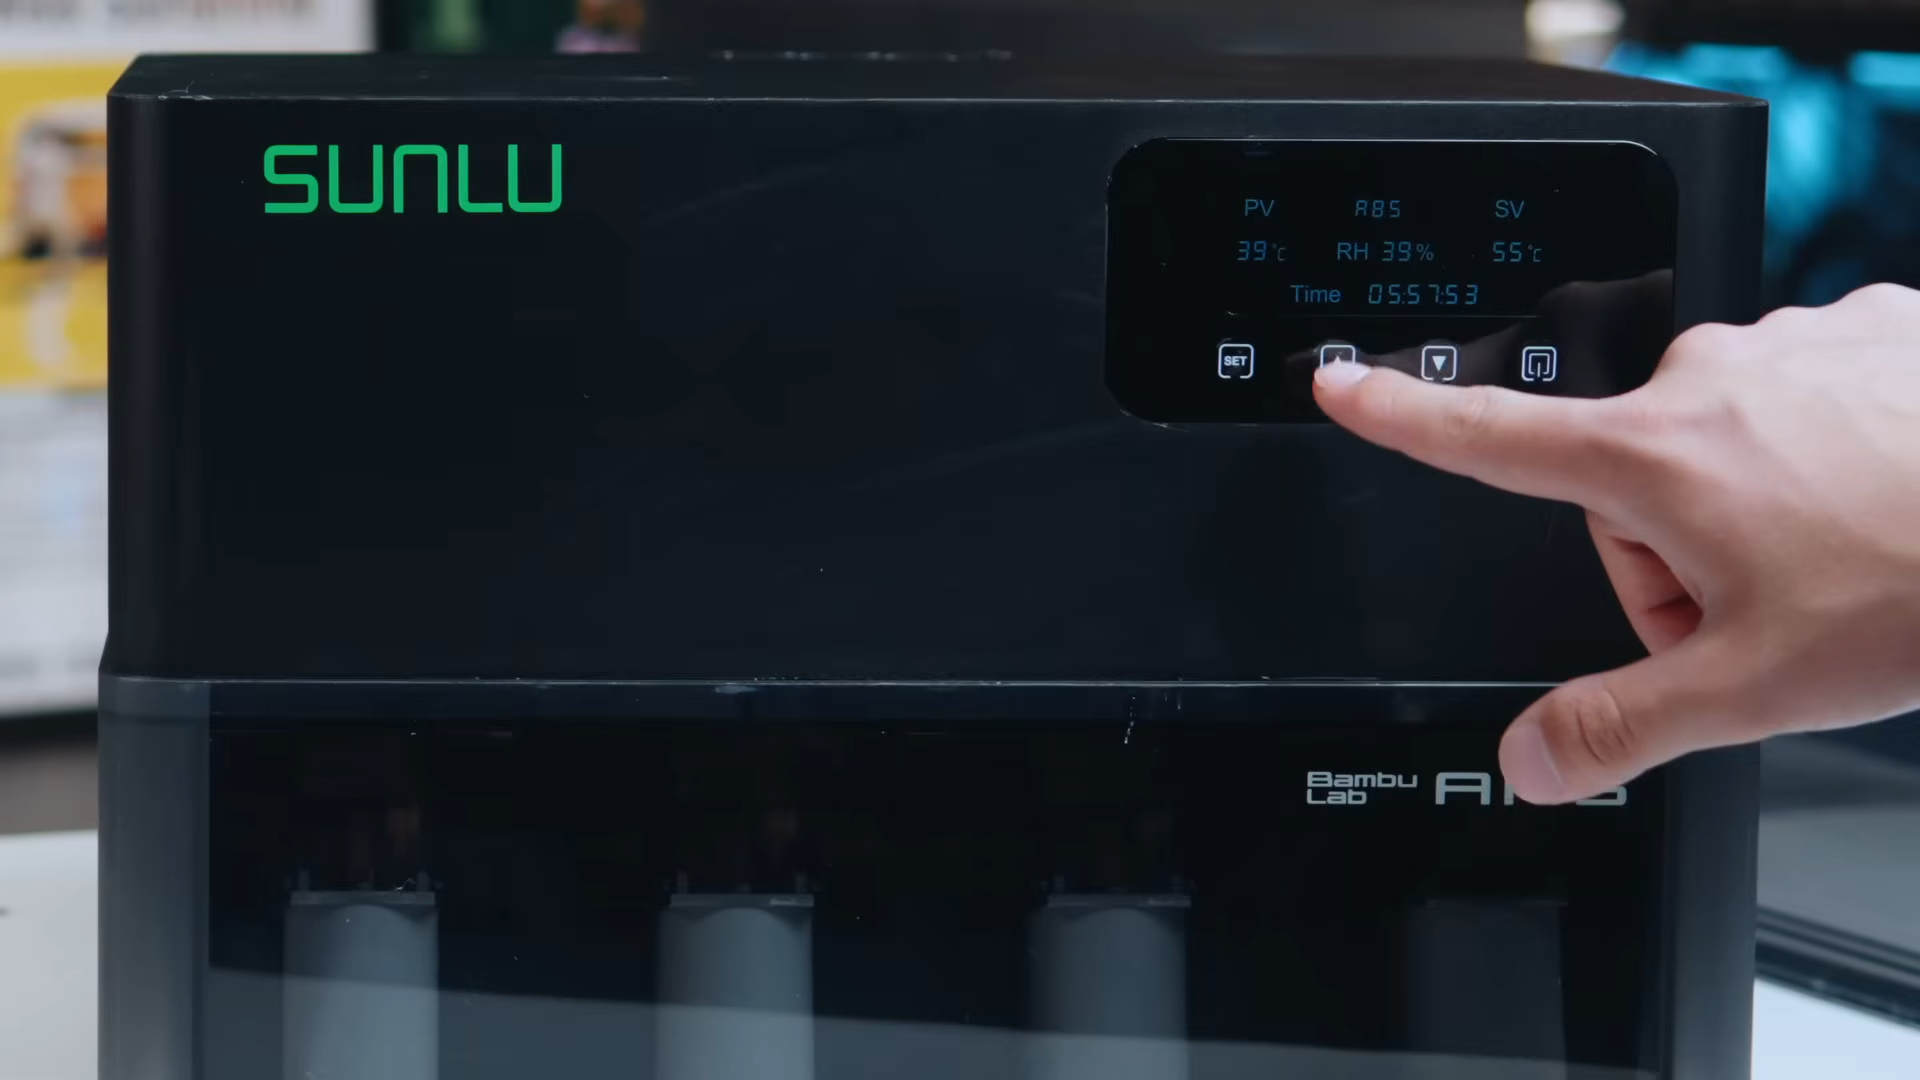 SUNLU
PV ABS SV
39°C RH 39% 55°C
Time 05:57:53
SET
Bambu
Lab